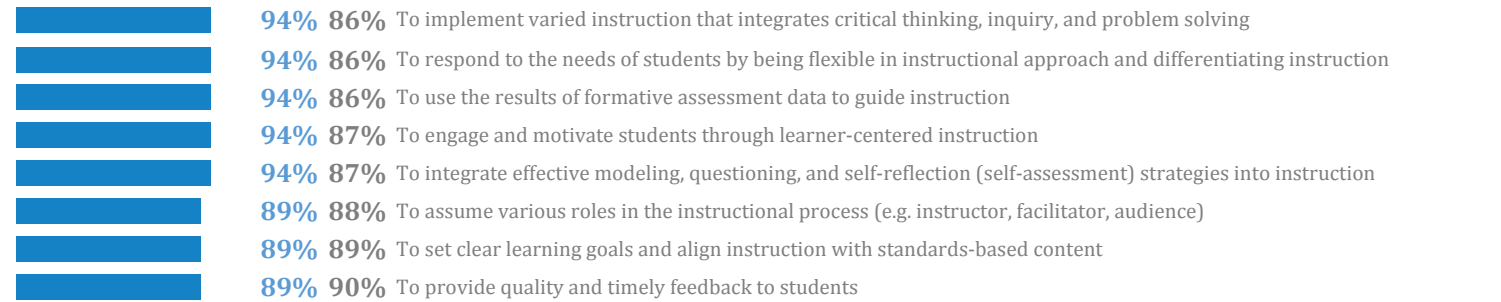 94% 86% To implement varied instruction that integrates critical thinking, inquiry, and problem solving
94% 86% To respond to the needs of students by being flexible in instructional approach and differentiating instruction
94% 86% To use the results of formative assessment data to guide instruction
94% 87% To engage and motivate students through learner-centered instruction
94% 87% To integrate effective modeling, questioning, and self-reflection (self-assessment) strategies into instruction
89% 88% To assume various roles in the instructional process (e.g. instructor, facilitator, audience)
89% 89% To set clear learning goals and align instruction with standards-based content
89% 90% To provide quality and timely feedback to students